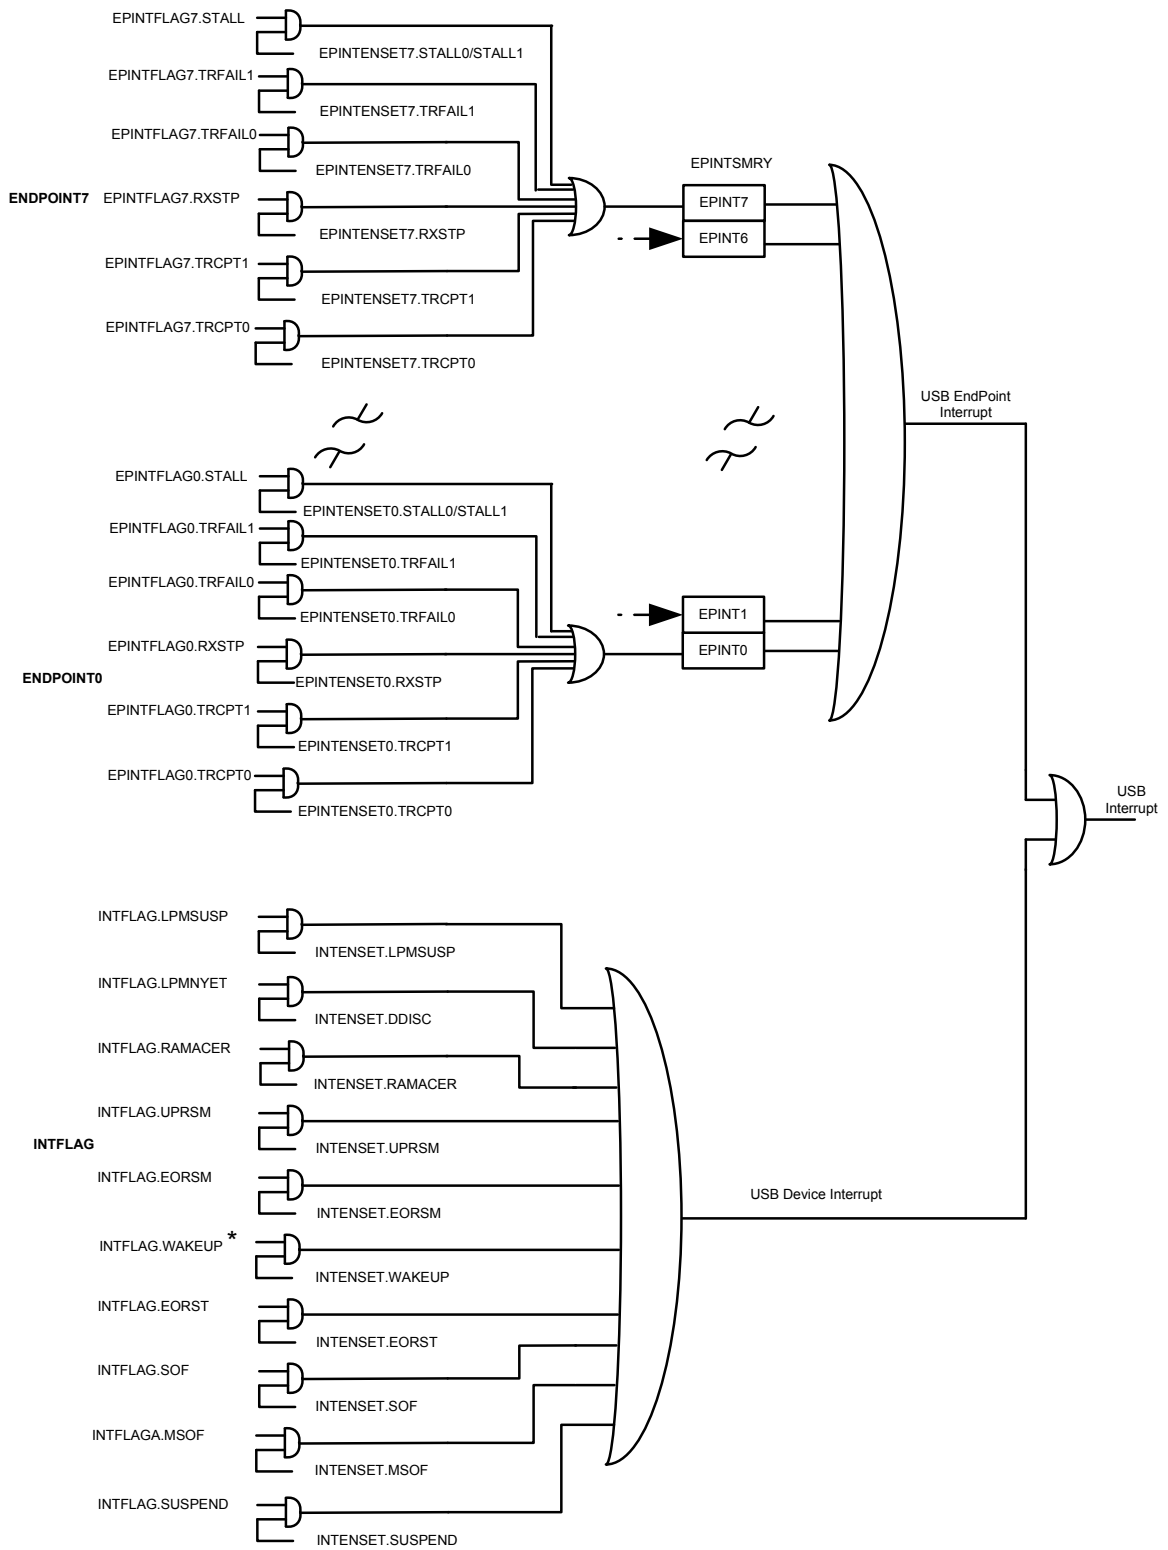 EPINTFLAG7.STALL
EPINTENSET7.STALL0/STALL1
EPINTFLAG7.TRFAIL1
EPINTENSET7.TRFAIL1
EPINTFLAG7.TRFAIL0
EPINTENSET7.TRFAIL0
ENDPOINT7
EPINTFLAG7.RXSTP
EPINTENSET7.RXSTP
EPINTFLAG7.TRCPT1
EPINTENSET7.TRCPT1
EPINTFLAG7.TRCPT0
EPINTENSET7.TRCPT0
EPINTSMRY
EPINT7
EPINT6
USB EndPoint
Interrupt
EPINTFLAG0.STALL
EPINTENSET0.STALL0/STALL1
EPINTFLAG0.TRFAIL1
EPINTENSET0.TRFAIL1
EPINTFLAG0.TRFAIL0
EPINTENSET0.TRFAIL0
EPINTFLAG0.RXSTP
ENDPOINT0
EPINTENSET0.RXSTP
EPINTFLAG0.TRCPT1
EPINTENSET0.TRCPT1
EPINTFLAG0.TRCPT0
EPINTENSET0.TRCPT0
EPINT1
EPINT0
USB
Interrupt
INTFLAG.LPMSUSP
INTENSET.LPMSUSP
INTFLAG.LPMNYET
INTENSET.DDISC
INTFLAG.RAMACER
INTENSET.RAMACER
INTFLAG.UPRSM
INTENSET.UPRSM
INTFLAG
INTFLAG.EORSM
INTENSET.EORSM
INTFLAG.WAKEUP *
INTENSET.WAKEUP
INTFLAG.EORST
INTENSET.EORST
INTFLAG.SOF
INTENSET.SOF
INTFLAGA.MSOF
INTENSET.MSOF
INTFLAG.SUSPEND
INTENSET.SUSPEND
USB Device Interrupt